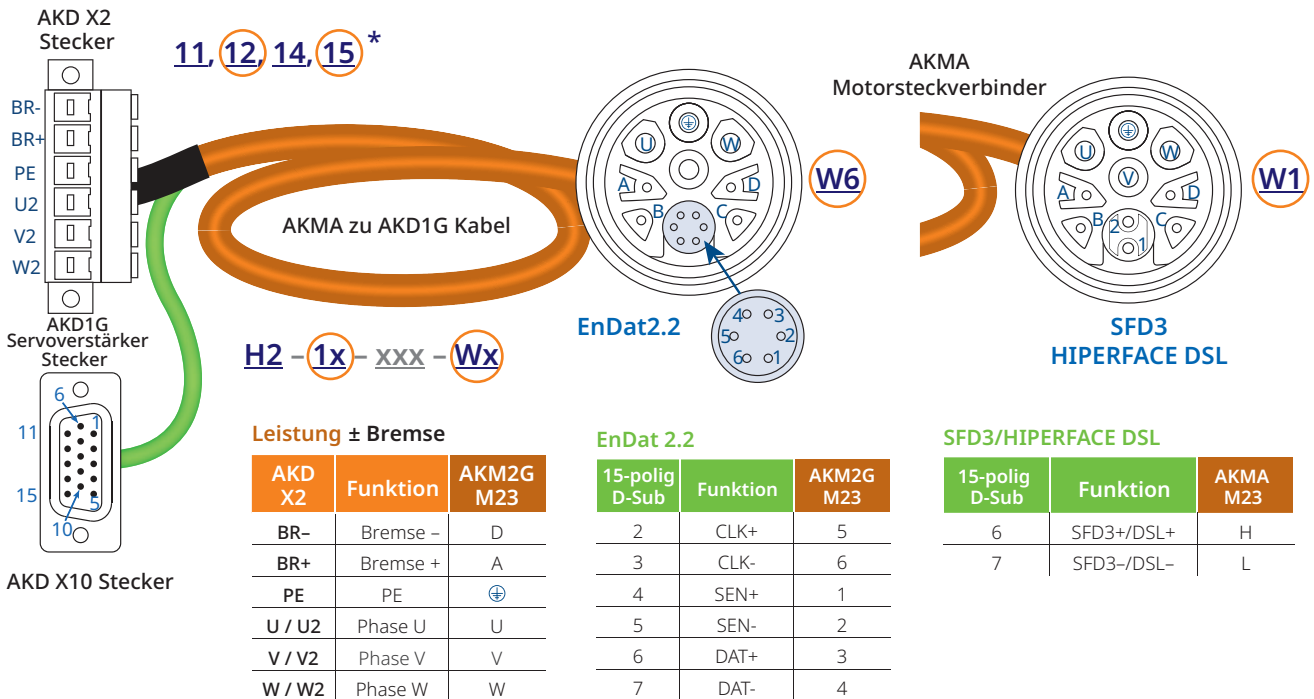 AKD X2
Stecker
BR-
BR+
PE
U2
V2
W2
AKD1G
Servoverstärker
Stecker
6
1
11
15
5
10
AKD X10 Stecker
11, 12, 14, 15 *
AKMA zu AKD1G Kabel
H2 – 1x – xxx – Wx
U
W
A
D
B
C
W6
EnDat2.2
4
3
5
2
6
1
AKMA
Motorsteckverbinder
U
W
V
A
D
B
C
2
1
W1
SFD3
HIPERFACE DSL
Leistung ± Bremse
AKD X2 Funktion AKM2G M23
BR– Bremse – D
BR+ Bremse + A
PE PE
U / U2 Phase U U
V / V2 Phase V V
W / W2 Phase W W
EnDat 2.2
15-polig D-Sub Funktion AKM2G M23
2 CLK+ 5
3 CLK- 6
4 SEN+ 1
5 SEN- 2
6 DAT+ 3
7 DAT- 4
SFD3/HIPERFACE DSL
15-polig D-Sub Funktion AKMA M23
6 SFD3+/DSL+ H
7 SFD3–/DSL– L